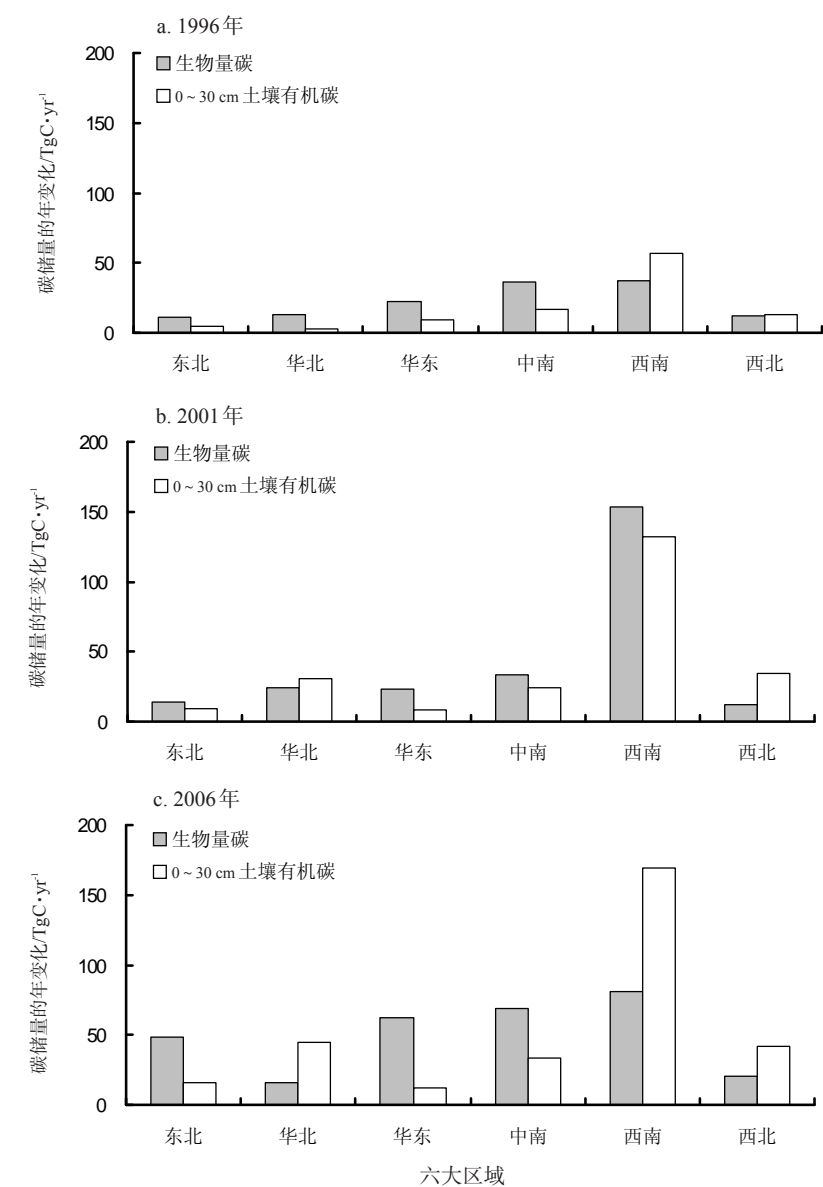 a. 1996年
200
150
100
50
0
碳储量的年变化/TgC·yr⁻¹
生物量碳
0~30 cm 土壤有机碳
东北 华北 华东 中南 西南 西北
b. 2001年
200
150
100
50
0
碳储量的年变化/TgC·yr⁻¹
生物量碳
0~30 cm 土壤有机碳
东北 华北 华东 中南 西南 西北
c. 2006年
200
150
100
50
0
碳储量的年变化/TgC·yr⁻¹
生物量碳
0~30 cm 土壤有机碳
东北 华北 华东 中南 西南 西北
六大区域